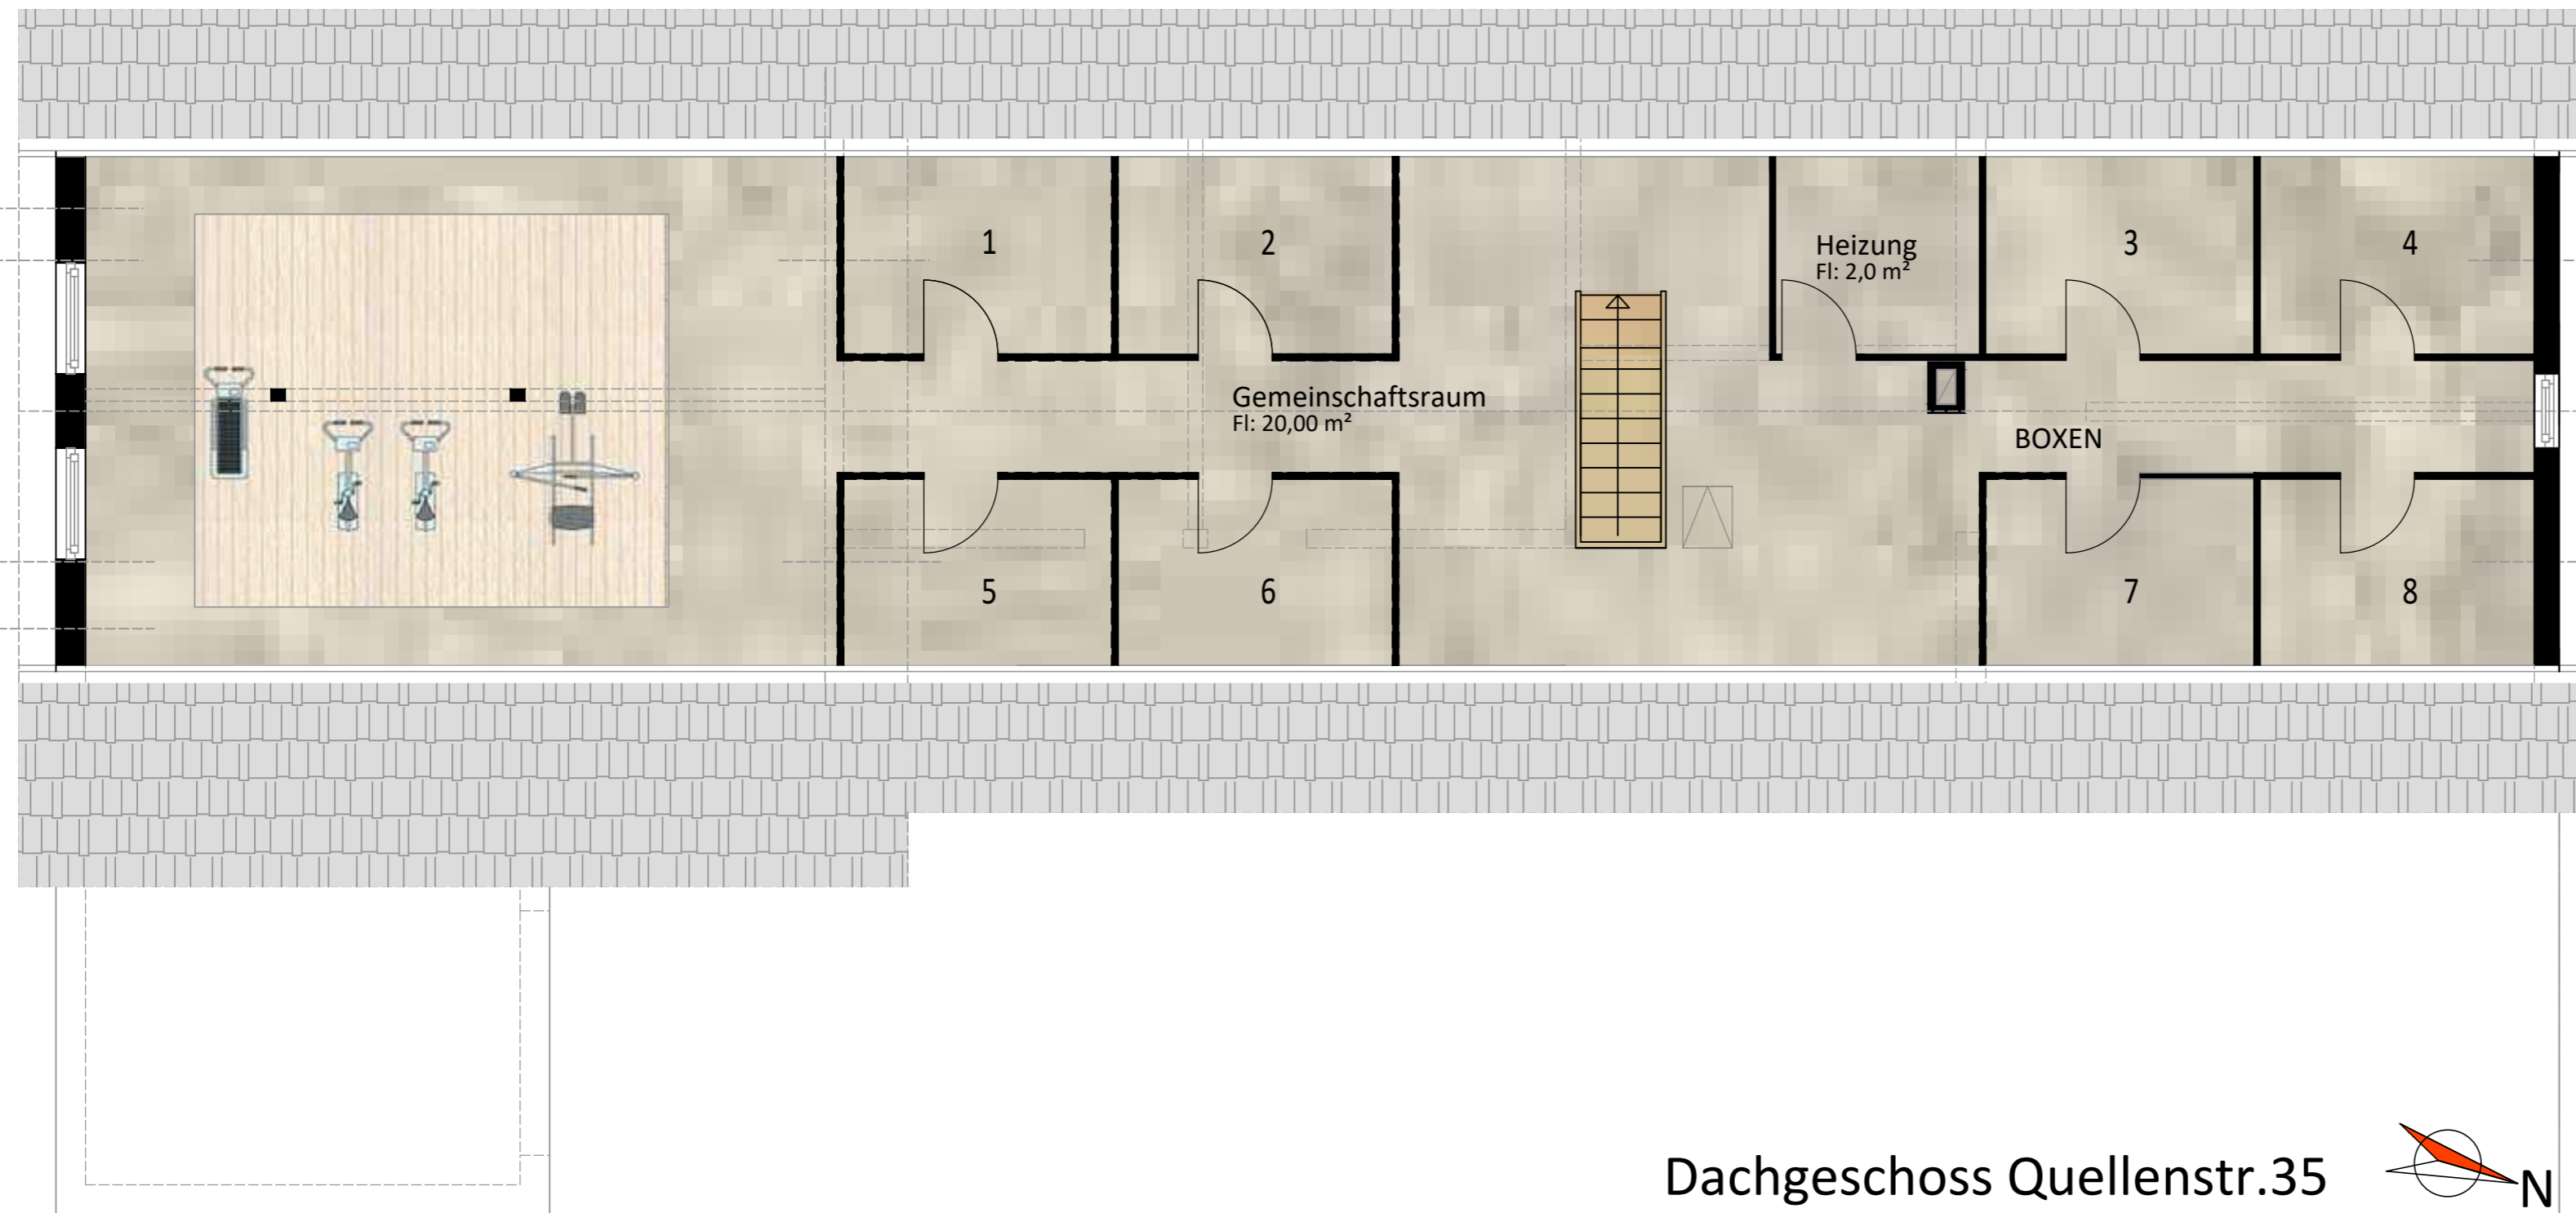 1
2
Heizung
Fl: 2,0 m²
3
4
Gemeinschaftsraum
Fl: 20,00 m²
BOXEN
5
6
7
8
Dachgeschoss Quellenstr.35
N